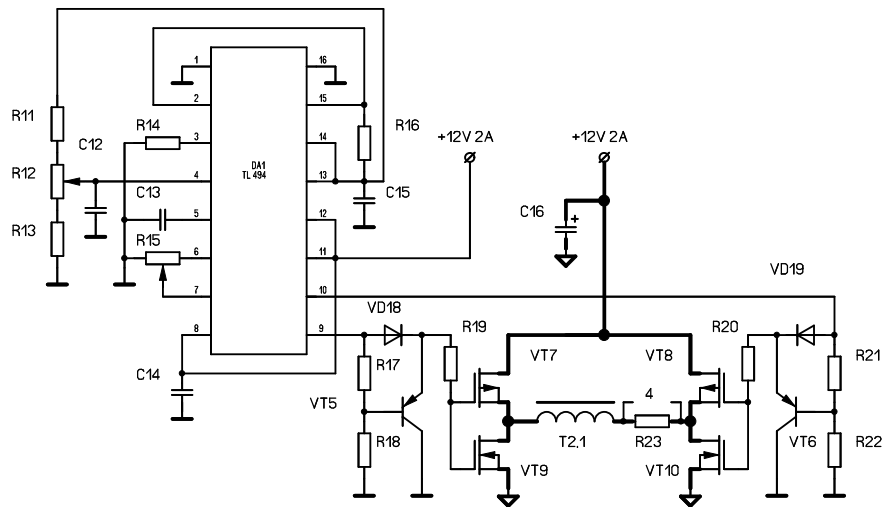 1 16
2 15
R11 R14 3 DA1 TL 494 14 R16 +12V 2A +12V 2A
C12
R12 4 13
C13 C15
R13 5 12 C16 +
R15 6 11
VD19
7 10
VD18
8 9 R19 R20
C14 R17 VT7 VT8 R21
VT5 4
R18 T2.1 R23 VT6 R22
VT9 VT10